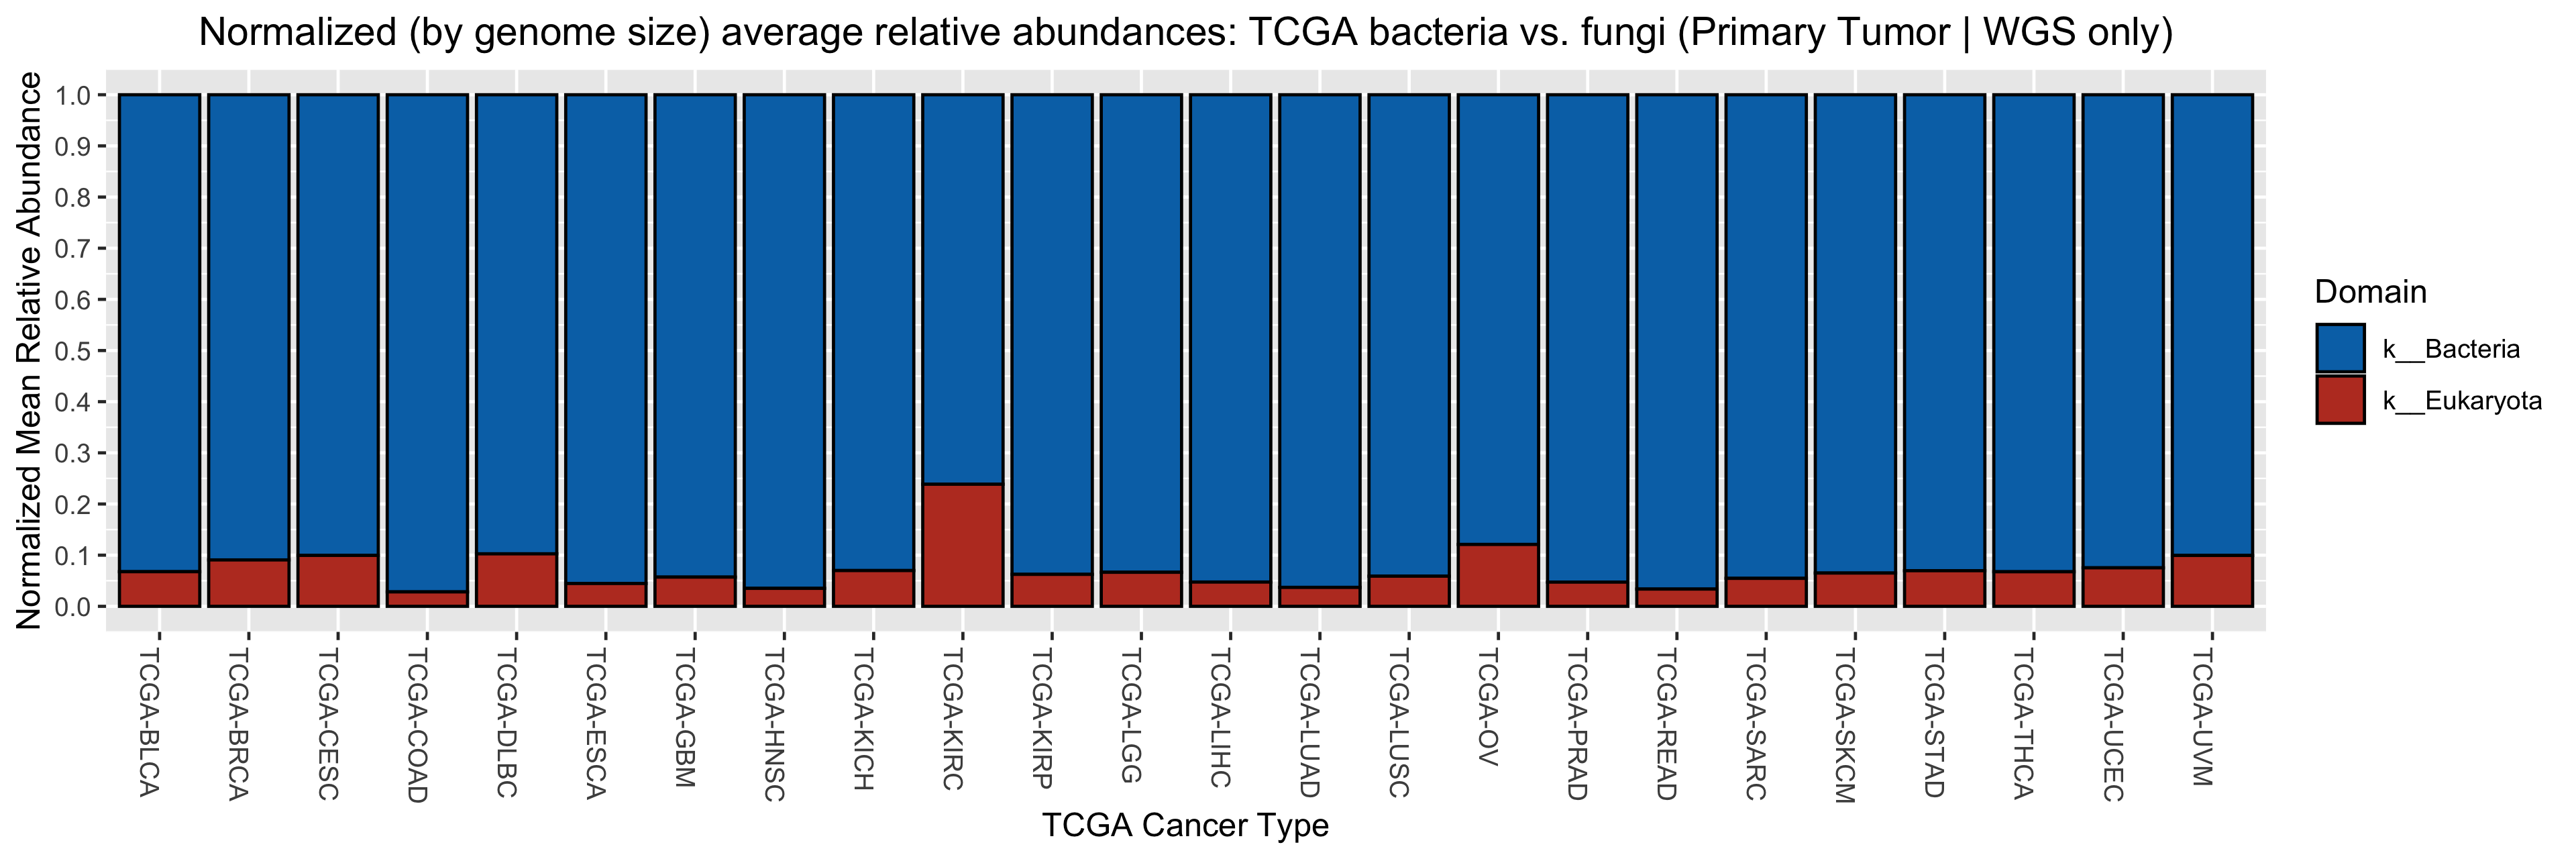 Normalized (by genome size) average relative abundances: TCGA bacteria vs. fungi (Primary Tumor | WGS only)
Normalized Mean Relative Abundance
1.0
0.9
0.8
0.7
0.6
0.5
0.4
0.3
0.2
0.1
0.0
TCGA-BLCA
TCGA-BRCA
TCGA-CESC
TCGA-COAD
TCGA-DLBC
TCGA-ESCA
TCGA-GBM
TCGA-HNSC
TCGA-KICH
TCGA-KIRC
TCGA-KIRP
TCGA-LGG
TCGA-LIHC
TCGA-LUAD
TCGA-LUSC
TCGA-OV
TCGA-PRAD
TCGA-READ
TCGA-SARC
TCGA-SKCM
TCGA-STAD
TCGA-THCA
TCGA-UCEC
TCGA-UVM
TCGA Cancer Type
Domain
k__Bacteria
k__Eukaryota